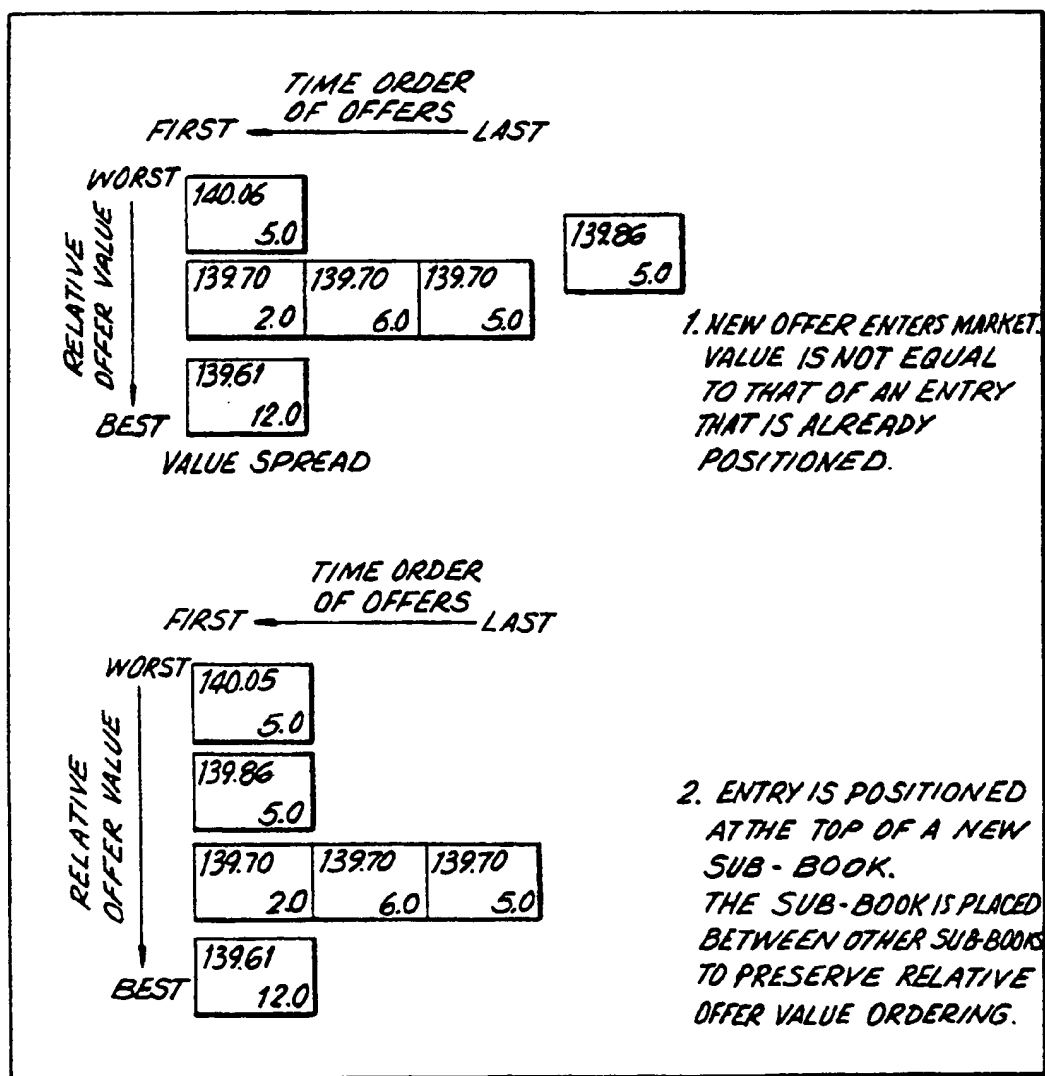 TIME ORDER
OF OFFERS
FIRST LAST
WORST
RELATIVE
OFFER VALUE
140.06
5.0
139.86
5.0
139.70 139.70 139.70
2.0 6.0 5.0
139.61
12.0
BEST
VALUE SPREAD
1. NEW OFFER ENTERS MARKET.
VALUE IS NOT EQUAL
TO THAT OF AN ENTRY
THAT IS ALREADY
POSITIONED.
TIME ORDER
OF OFFERS
FIRST LAST
WORST
RELATIVE
OFFER VALUE
140.05
5.0
139.86
5.0
139.70 139.70 139.70
2.0 6.0 5.0
139.61
12.0
BEST
2. ENTRY IS POSITIONED
AT THE TOP OF A NEW
SUB-BOOK.
THE SUB-BOOK IS PLACED
BETWEEN OTHER SUB-BOOKS
TO PRESERVE RELATIVE
OFFER VALUE ORDERING.